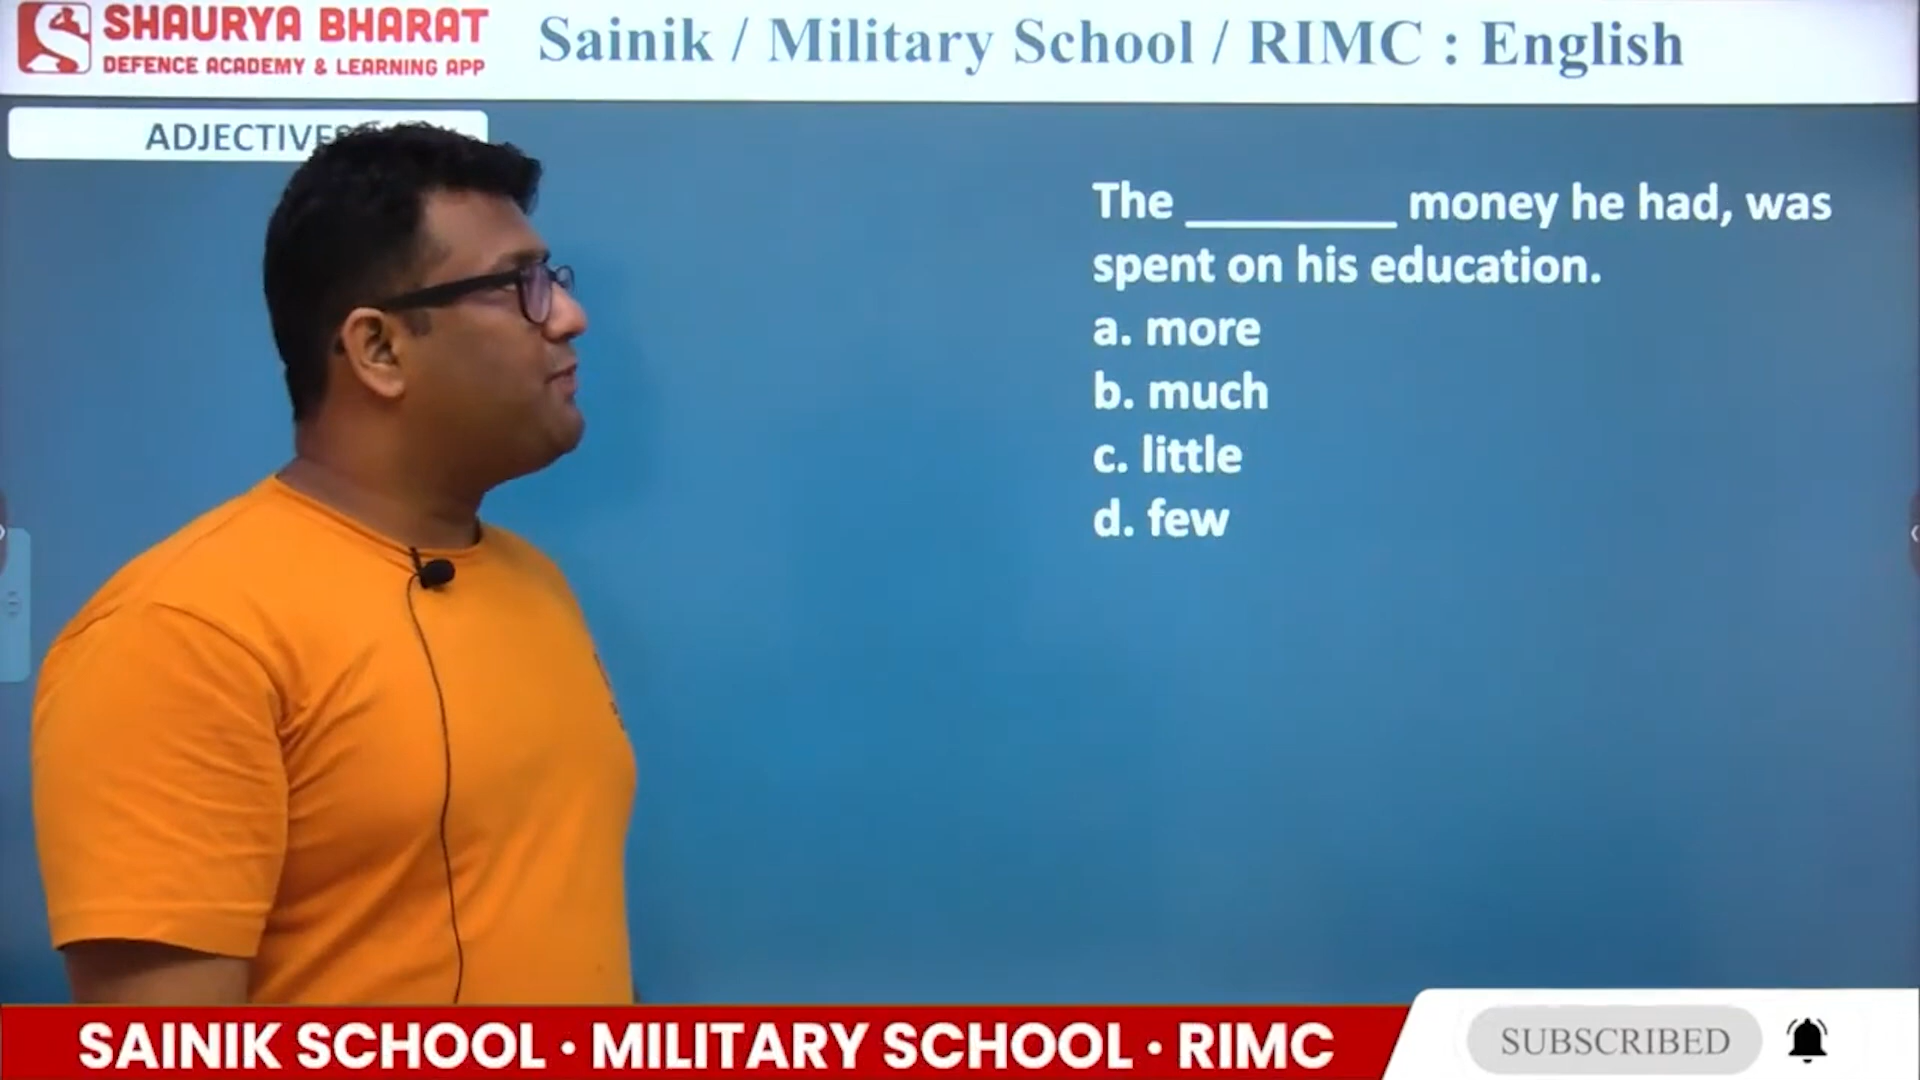 SHAURYA BHARAT
DEFENCE ACADEMY & LEARNING APP
Sainik / Military School / RIMC : English
The ________ money he had, was
spent on his education.
a. more
b. much
c. little
d. few
SAINIK SCHOOL · MILITARY SCHOOL · RIMC
SUBSCRIBED